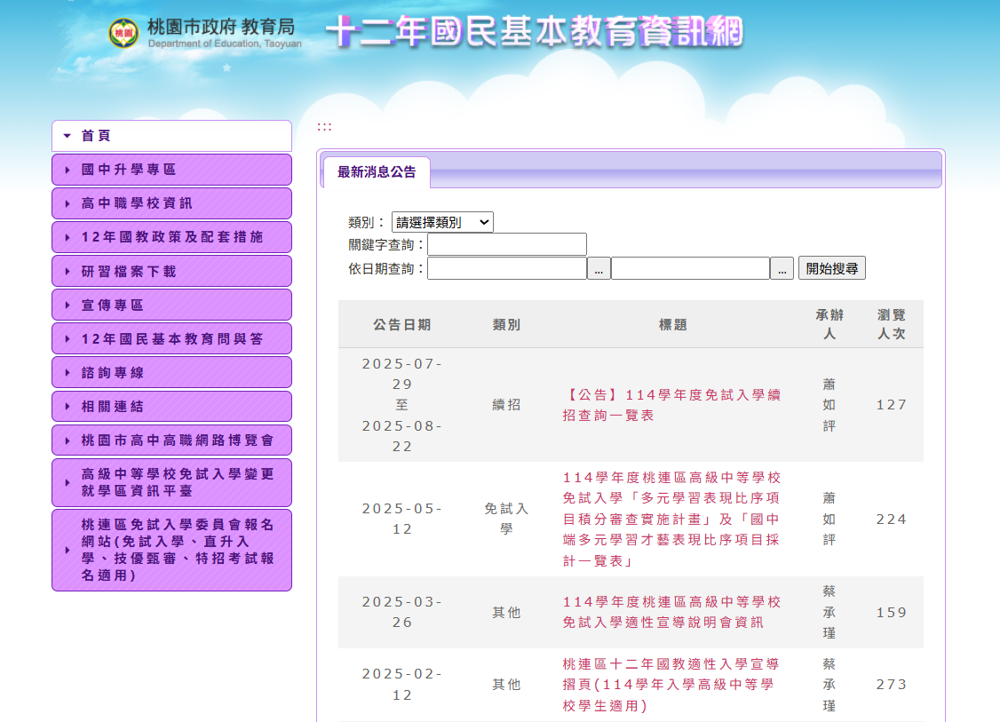 桃園市政府 教育局
Department of Education, Taoyuan
十二年國民基本教育資訊網
首頁
國中升學專區
高中職學校資訊
12年國教政策及配套措施
研習檔案下載
宣傳專區
12年國民基本教育問與答
諮詢專線
相關連結
桃園市高中高職網路博覽會
高級中等學校免試入學變更
就學區資訊平臺
桃連區免試入學委員會報名
網站(免試入學、直升入
學、技優甄審、特招考試報
名適用)
:::
最新消息公告
類別： 請選擇類別
關鍵字查詢：
依日期查詢： ... ... 開始搜尋
公告日期 類別 標題 承辦
人 瀏覽
人次
2025-07-
29
至
2025-08-
22
續招
【公告】114學年度免試入學續
招查詢一覽表
蕭
如
評
127
2025-05-
12
免試入
學
114學年度桃連區高級中等學校
免試入學「多元學習表現比序項
目積分審查實施計畫」及「國中
端多元學習才藝表現比序項目採
計一覽表」
蕭
如
評
224
2025-03-
26
其他
114學年度桃連區高級中等學校
免試入學適性宣導說明會資訊
蔡
承
瑾
159
2025-02-
12
其他
桃連區十二年國教適性入學宣導
摺頁(114學年入學高級中等學
校學生適用)
蔡
承
瑾
273